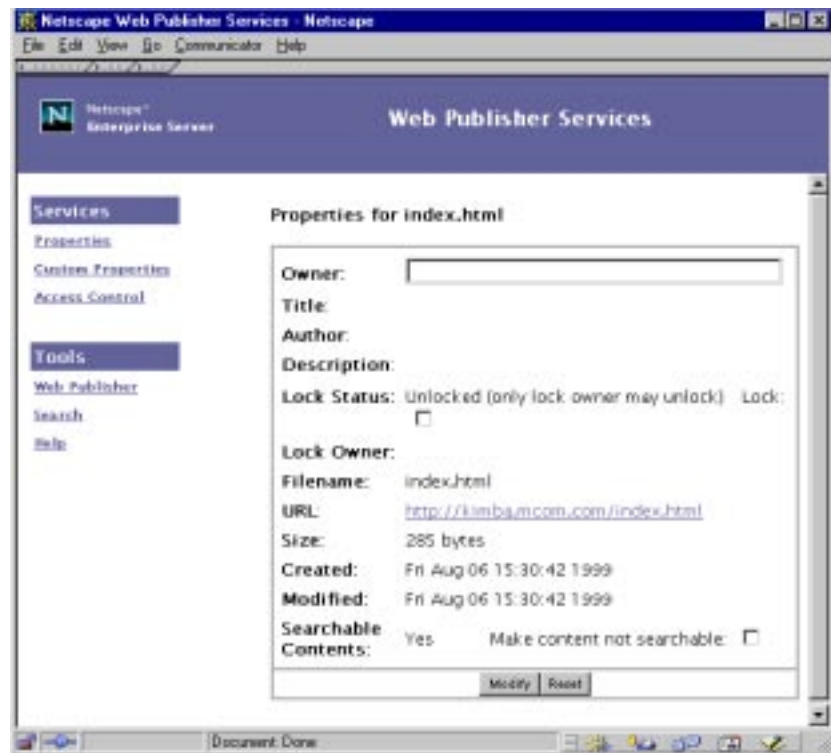 Netscape Web Publisher Services - Netscape
File Edit View Go Communicator Help
Netscape™
Enterprise Server
Web Publisher Services
Services
Properties
Custom Properties
Access Control
Tools
Web Publisher
Search
Help
Properties for index.html
Owner:
Title:
Author:
Description:
Lock Status: Unlocked (only lock owner may unlock) Lock:
Lock Owner:
Filename: index.html
URL: http://kimba.mcom.com/index.html
Size: 285 bytes
Created: Fri Aug 06 15:30:42 1999
Modified: Fri Aug 06 15:30:42 1999
Searchable Contents: Yes Make content not searchable:
Modify Reset
Document: Done